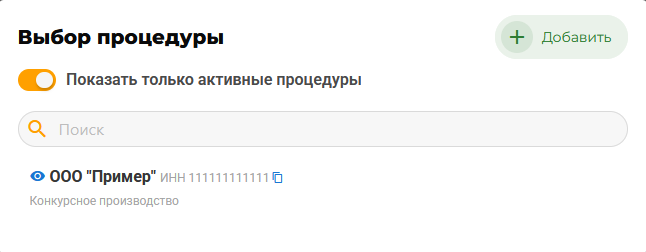 Выбор процедуры
Добавить
Показать только активные процедуры
Поиск
ООО "Пример" ИНН 111111111111
Конкурсное производство